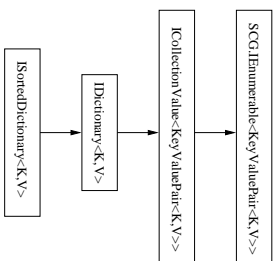 ISortedDictionary<K,V>
IDictionary<K,V>
ICollectionValue<KeyValuePair<K,V>>
SCG.IEnumerable<KeyValuePair<K,V>>